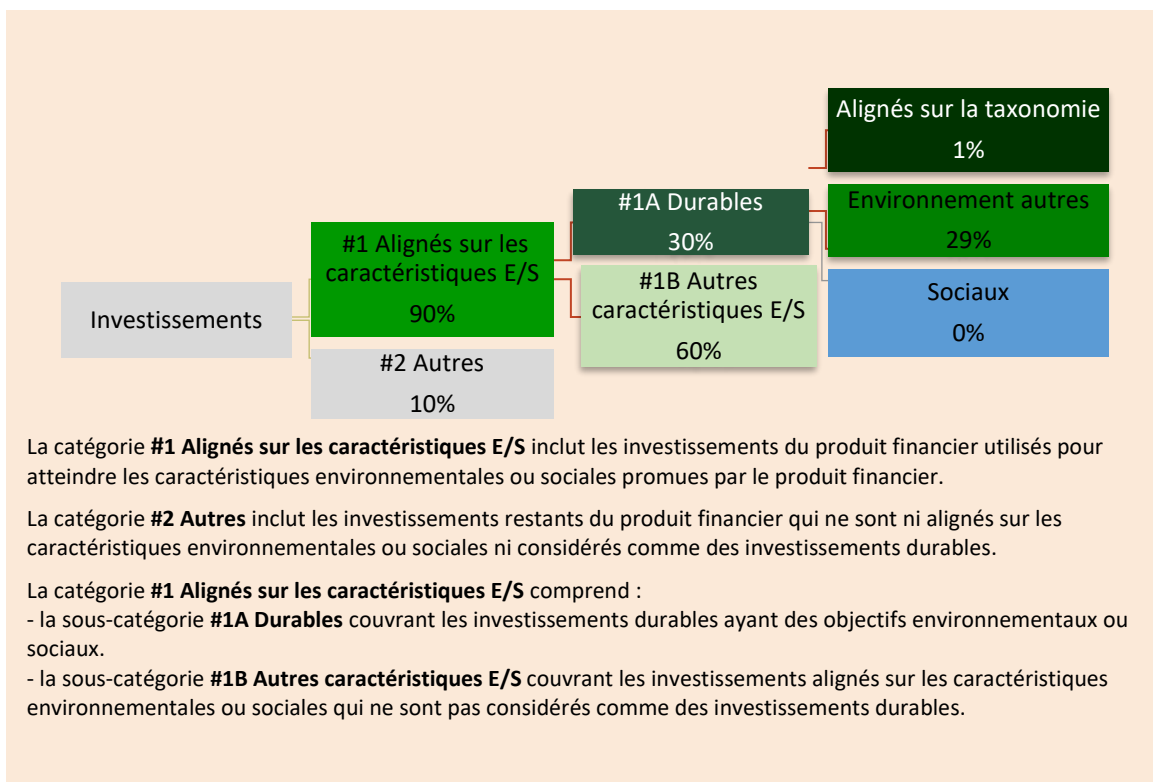 Investissements
#1 Alignés sur les
caractéristiques E/S
90%
#2 Autres
10%
#1A Durables
30%
#1B Autres
caractéristiques E/S
60%
Alignés sur la taxonomie
1%
Environnement autres
29%
Sociaux
0%
La catégorie #1 Alignés sur les caractéristiques E/S inclut les investissements du produit financier utilisés pour
atteindre les caractéristiques environnementales ou sociales promues par le produit financier.
La catégorie #2 Autres inclut les investissements restants du produit financier qui ne sont ni alignés sur les
caractéristiques environnementales ou sociales ni considérés comme des investissements durables.
La catégorie #1 Alignés sur les caractéristiques E/S comprend :
- la sous-catégorie #1A Durables couvrant les investissements durables ayant des objectifs environnementaux ou
sociaux.
- la sous-catégorie #1B Autres caractéristiques E/S couvrant les investissements alignés sur les caractéristiques
environnementales ou sociales qui ne sont pas considérés comme des investissements durables.